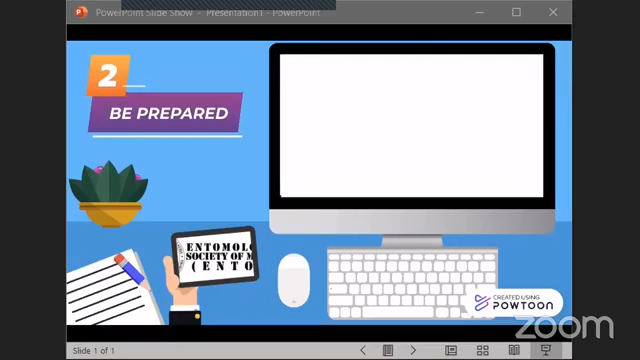 PowerPoint Slide Show - Presentation1 - PowerPoint
2
BE PREPARED
ENTOMOLO
SOCIETY OF M
(ENTO
CREATED USING
POWTOON
zoom
Slide 1 of 1